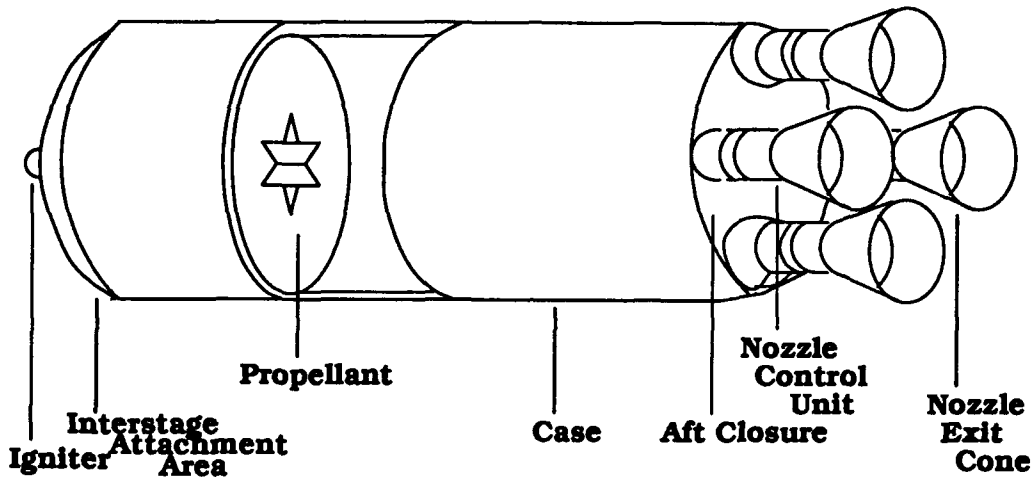 Igniter
Interstage
Attachment
Area
Propellant
Case
Aft Closure
Nozzle
Control
Unit
Nozzle
Exit
Cone